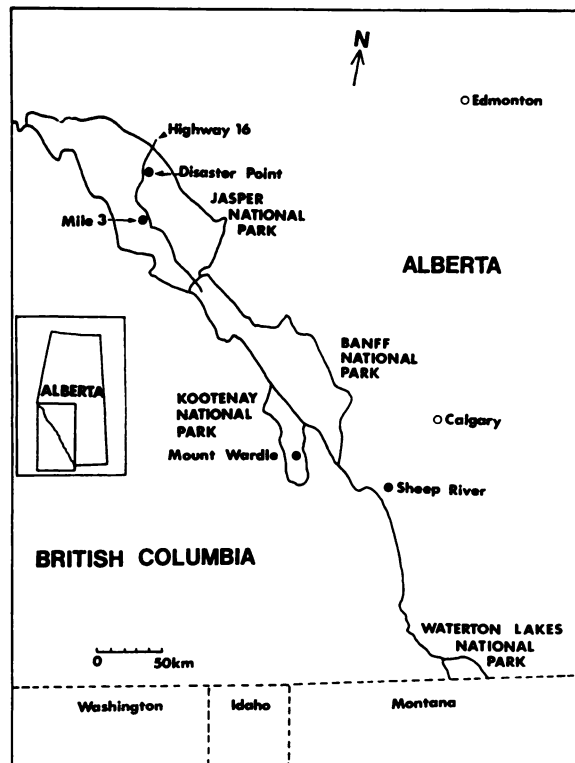 N
Edmonton
Highway 16
Disaster Point
JASPER
NATIONAL
PARK
Mile 3
ALBERTA
BANFF
NATIONAL
PARK
ALBERTA
KOOTENAY
NATIONAL
PARK
Calgary
Mount Wardle
Sheep River
BRITISH COLUMBIA
WATERTON LAKES
NATIONAL
PARK
0 50km
Washington Idaho Montana